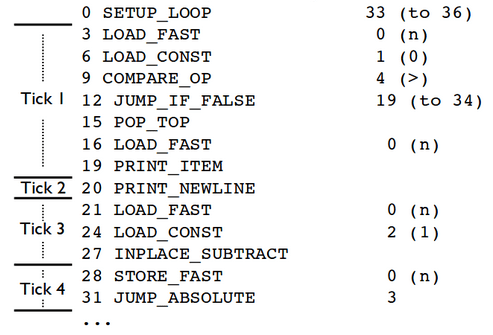 0 SETUP_LOOP 33 (to 36)
3 LOAD_FAST 0 (n)
6 LOAD_CONST 1 (0)
9 COMPARE_OP 4 (>)
Tick 1 12 JUMP_IF_FALSE 19 (to 34)
15 POP_TOP
16 LOAD_FAST 0 (n)
19 PRINT_ITEM
Tick 2 20 PRINT_NEWLINE
21 LOAD_FAST 0 (n)
Tick 3 24 LOAD_CONST 2 (1)
27 INPLACE_SUBTRACT
28 STORE_FAST 0 (n)
Tick 4 31 JUMP_ABSOLUTE 3
...